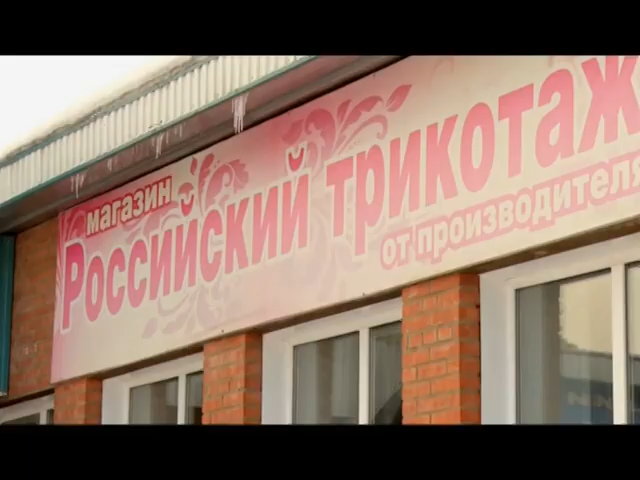 магазин
Российский трикотаж
от производителя